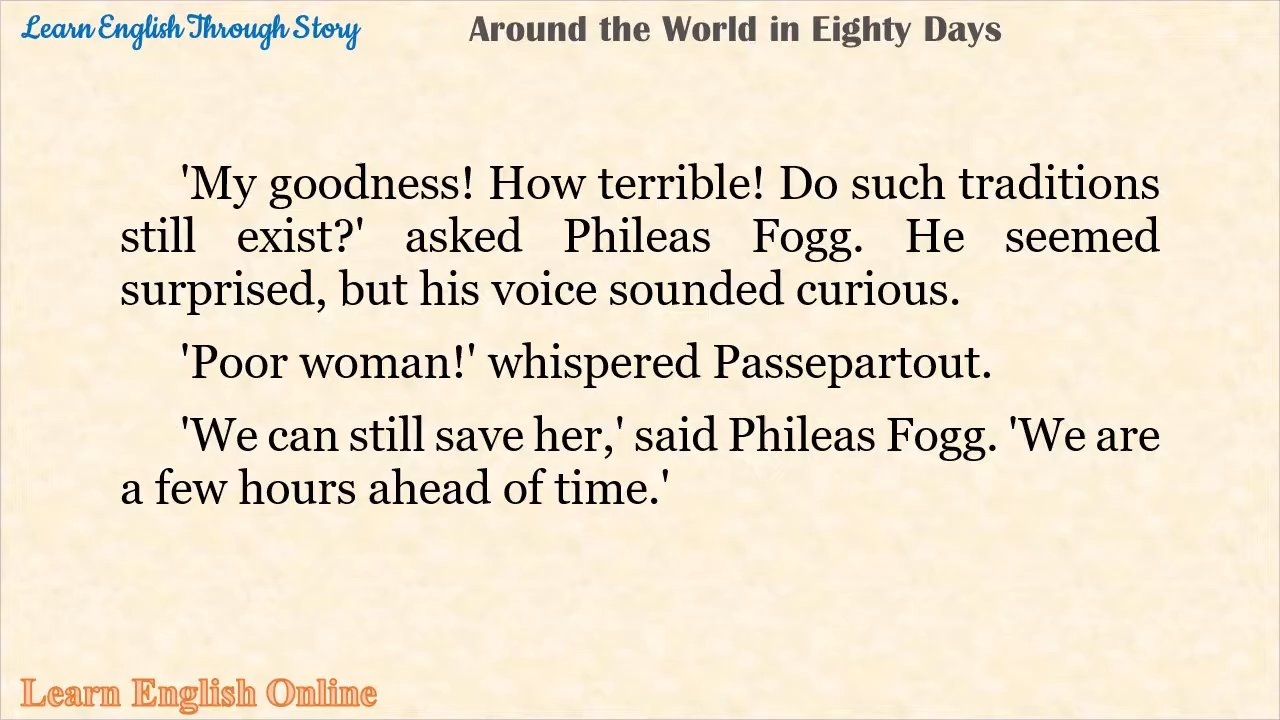 Learn English Through Story
Around the World in Eighty Days
'My goodness! How terrible! Do such traditions
still exist?' asked Phileas Fogg. He seemed
surprised, but his voice sounded curious.
'Poor woman!' whispered Passepartout.
'We can still save her,' said Phileas Fogg. 'We are
a few hours ahead of time.'
Learn English Online